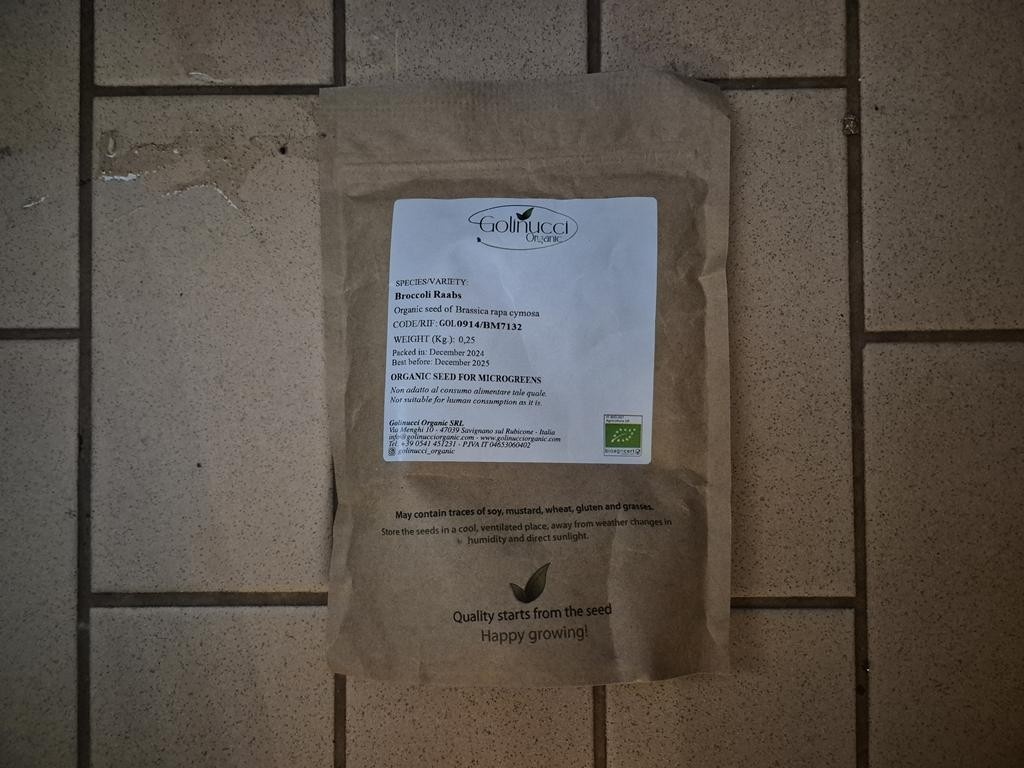 Golinucci
Organic
SPECIES/VARIETY:
Broccoli Raabs
Organic seed of Brassica rapa cymosa
CODE/RIF: GOL0914/BM7132
WEIGHT (Kg.): 0,25
Packed in: December 2024
Best before: December 2025
ORGANIC SEED FOR MICROGREENS
Non adatto al consumo alimentare tale quale.
Not suitable for human consumption as it is.
Golinucci Organic SRL
Via Menghi 10 - 47039 Savignano sul Rubicone - Italia
info@golinucciorganic.com - www.golinucciorganic.com
Tel. +39 0541 451231 - P.IVA IT 04653060402
golinucci_organic
bioagricert
May contain traces of soy, mustard, wheat, gluten and grasses.
Store the seeds in a cool, ventilated place, away from weather changes in
humidity and direct sunlight.
Quality starts from the seed
Happy growing!